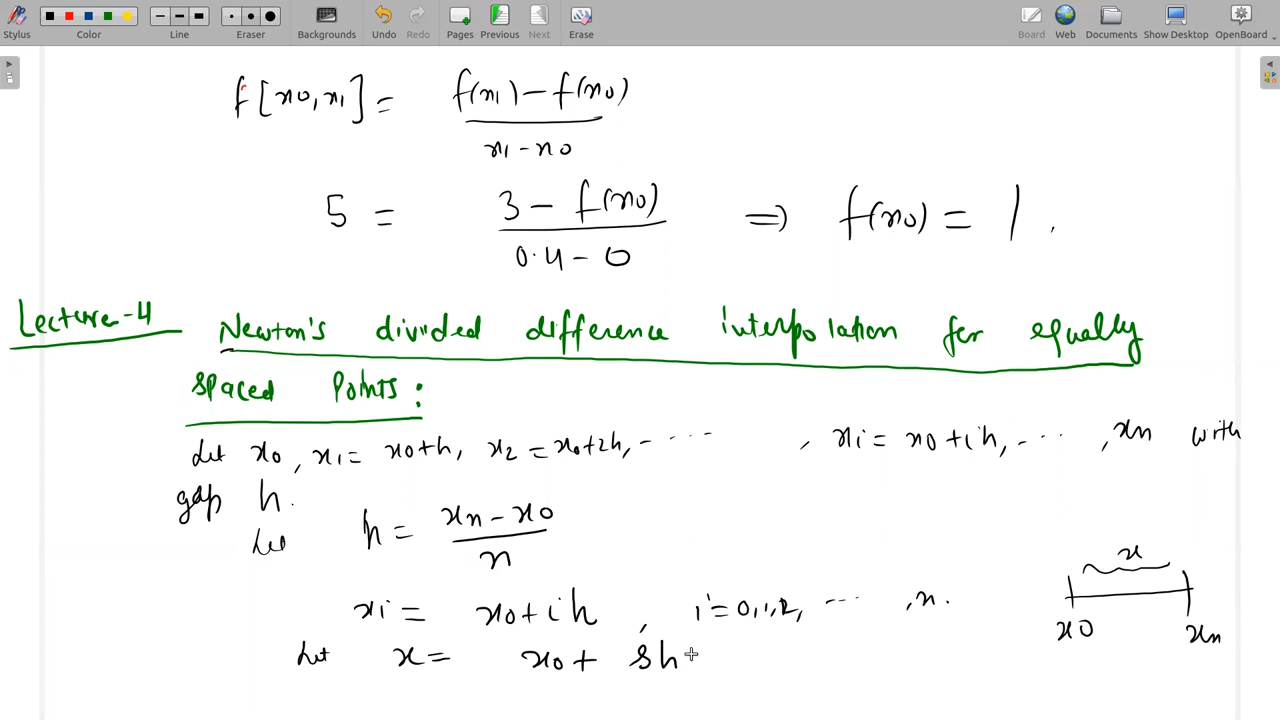 Stylus Color Line Eraser Backgrounds Undo Redo Pages Previous Next Erase Board Web Documents Show Desktop OpenBoard
f[x0,x1] = f(x1) - f(x0) / x1 - x0
5 = 3 - f(x0) / 0.4 - 0 ⇒ f(x0) = 1.
Lecture-4 Newton's divided difference interpolation for equally
spaced Points:
Let x0, x1 = x0+h, x2 = x0+2h, - ---- , xi = x0+ih, - --- , xn with
gap h.
Let h = xn - x0 / n
xi = x0+ih , i=0,1,2, --- ,n.
Let x = x0 + sh
x
x0 xn